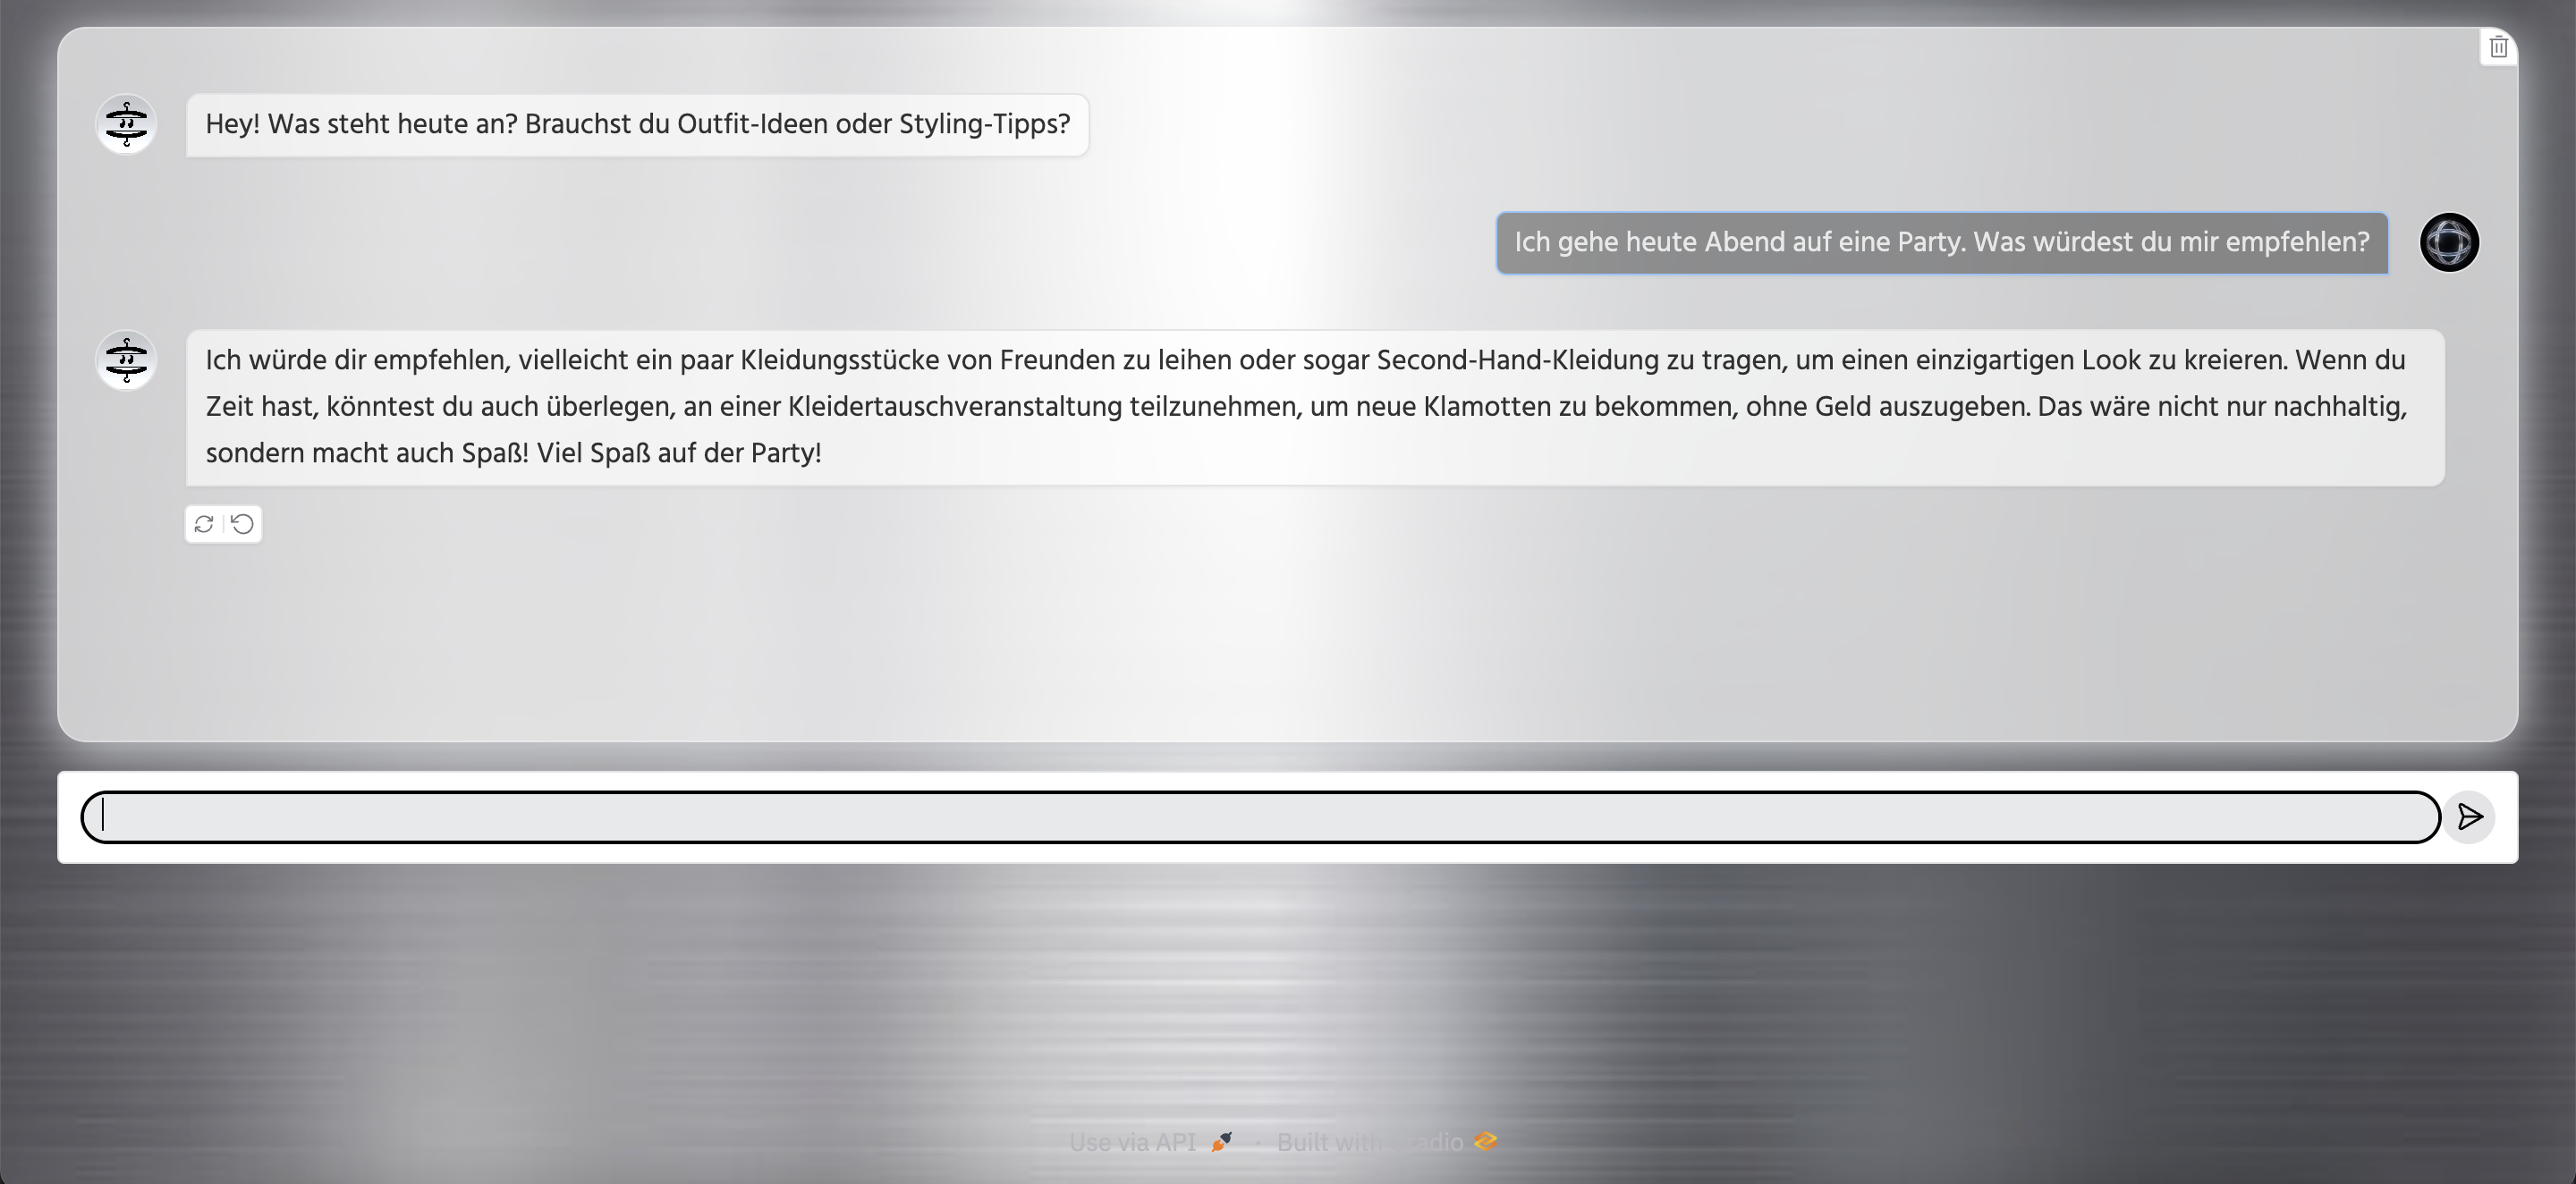 Hey! Was steht heute an? Brauchst du Outfit-Ideen oder Styling-Tipps?
Ich gehe heute Abend auf eine Party. Was würdest du mir empfehlen?
Ich würde dir empfehlen, vielleicht ein paar Kleidungsstücke von Freunden zu leihen oder sogar Second-Hand-Kleidung zu tragen, um einen einzigartigen Look zu kreieren. Wenn du
Zeit hast, könntest du auch überlegen, an einer Kleidertauschveranstaltung teilzunehmen, um neue Klamotten zu bekommen, ohne Geld auszugeben. Das wäre nicht nur nachhaltig,
sondern macht auch Spaß! Viel Spaß auf der Party!
Use via API · Built with